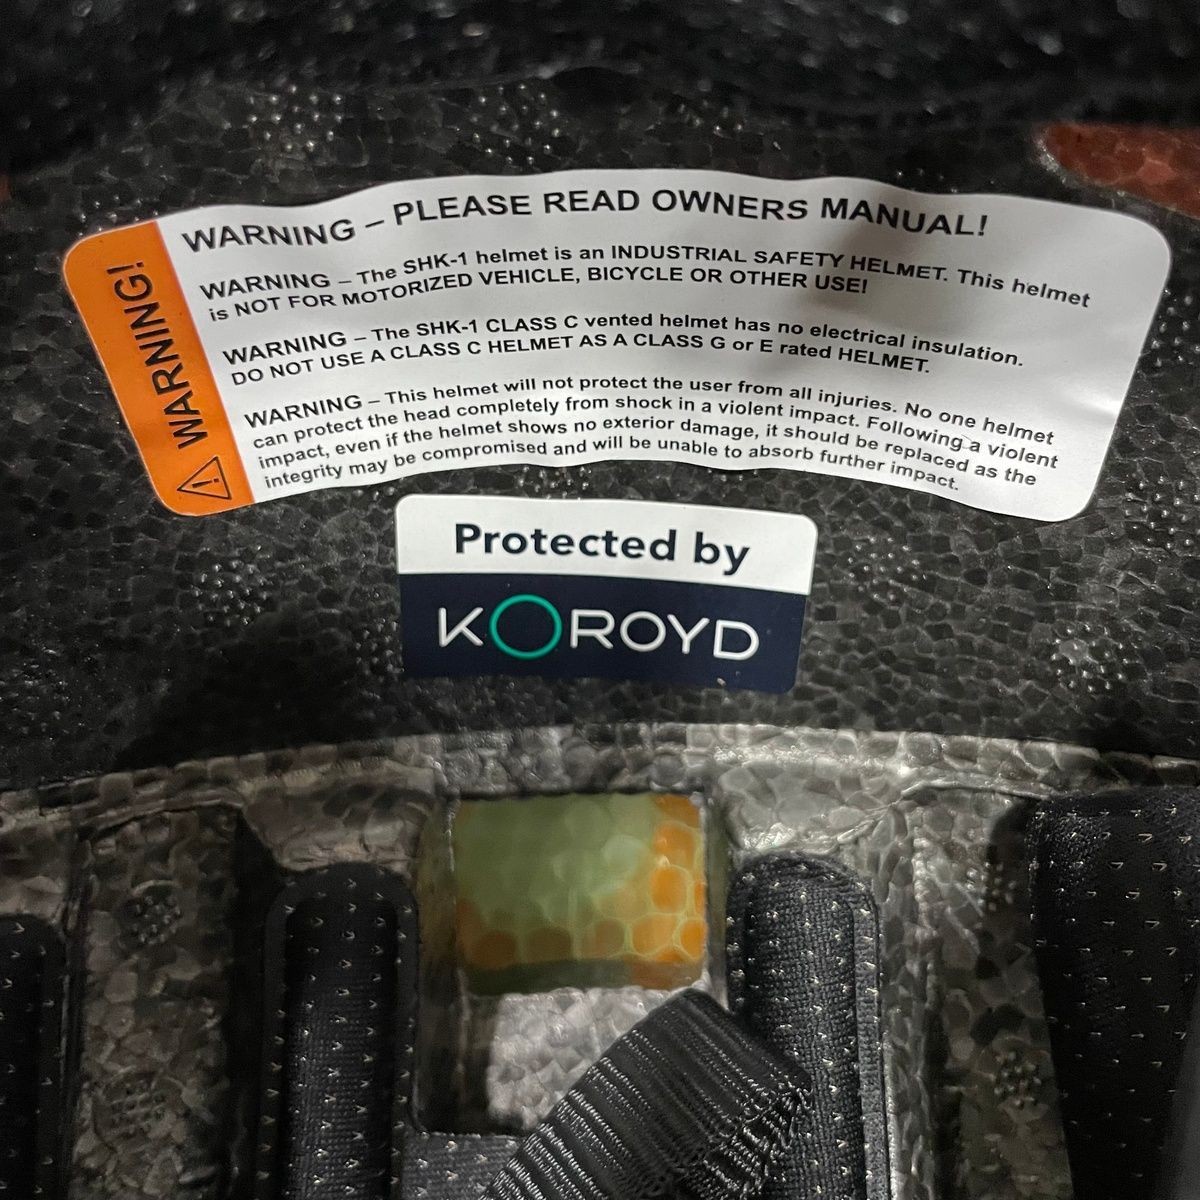 WARNING!
WARNING – PLEASE READ OWNERS MANUAL!
WARNING – The SHK-1 helmet is an INDUSTRIAL SAFETY HELMET. This helmet
is NOT FOR MOTORIZED VEHICLE, BICYCLE OR OTHER USE!
WARNING – The SHK-1 CLASS C vented helmet has no electrical insulation.
DO NOT USE A CLASS C HELMET AS A CLASS G or E rated HELMET.
WARNING – This helmet will not protect the user from all injuries. No one helmet
can protect the head completely from shock in a violent impact. Following a violent
impact, even if the helmet shows no exterior damage, it should be replaced as the
integrity may be compromised and will be unable to absorb further impact.
Protected by
KOROYD